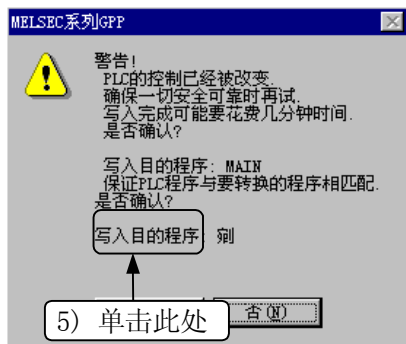 MELSEC系列GPP
警告!
PLC的控制已经被改变.
确保一切安全可靠时再试.
写入完成可能要花费几分钟时间.
是否确认?
写入目的程序: MAIN
保证PLC程序与要转换的程序相匹配.
是否确认?
写入目的程序: 剜
5) 单击此处
否(N)